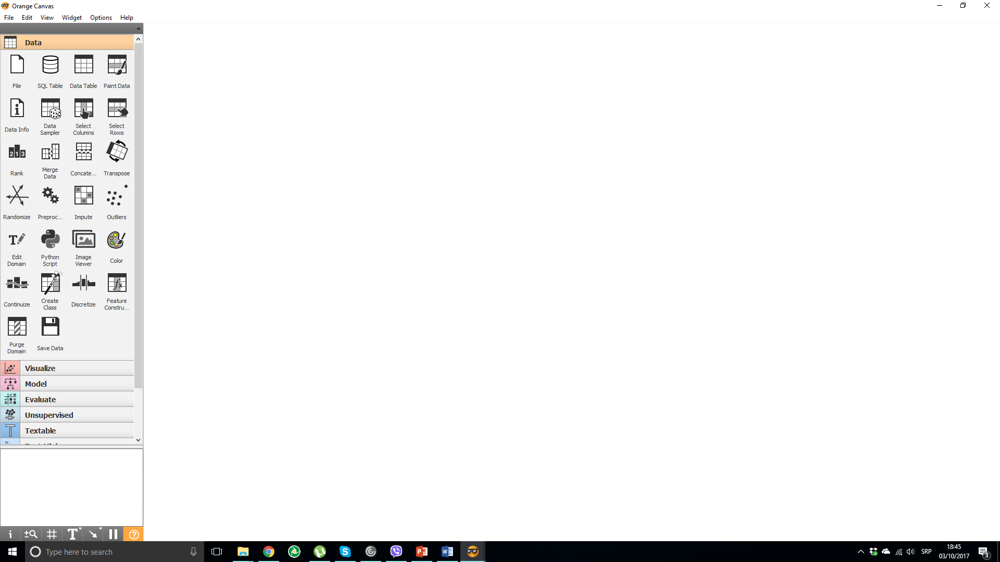 Orange Canvas
File Edit View Widget Options Help
«
Data
File SQL Table Data Table Paint Data
Data Info
Data
Sampler
Select
Columns
Select
Rows
2 1 3
Rank
Merge
Data
Concate...
Transpose
Randomize Preproc... Impute Outliers
Edit
Domain
Python
Script
Image
Viewer
Color
Continuize
Create
Class
Discretize
Feature
Constru...
Purge
Domain
Save Data
Visualize
Model
Evaluate
Unsupervised
Textable
Type here to search
SRP
18:45
03/10/2017
3